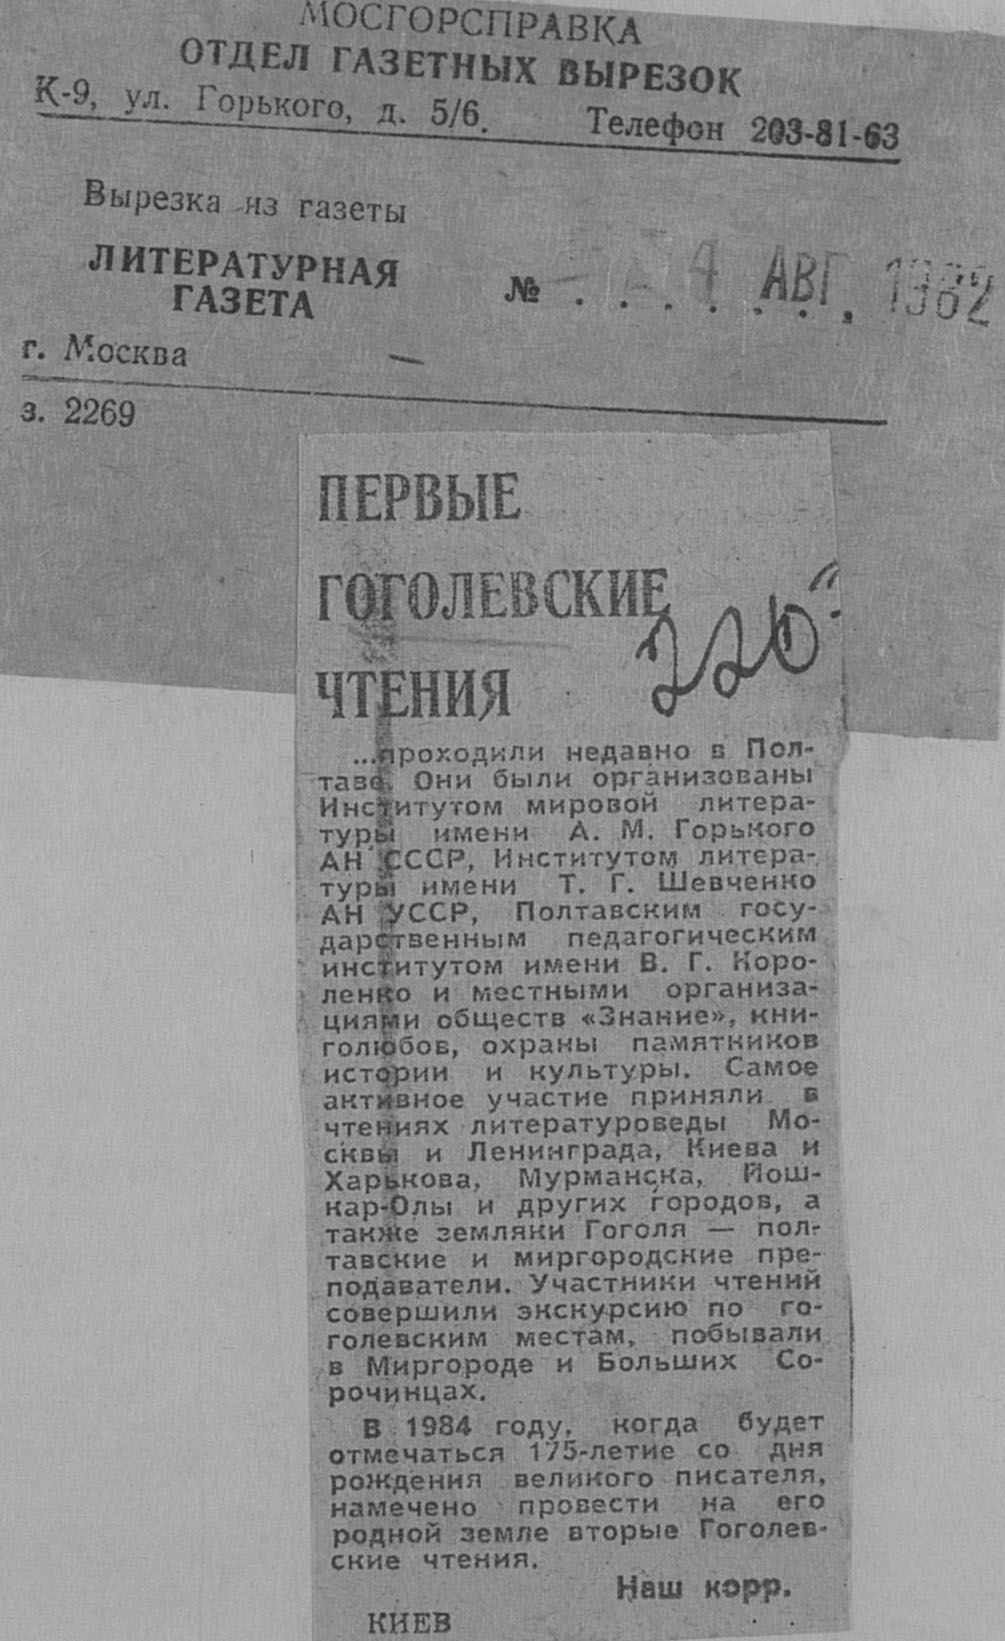 МОСГОРСПРАВКА
ОТДЕЛ ГАЗЕТНЫХ ВЫРЕЗОК
К-9, ул. Горького, д. 5/6. Телефон 203-81-63
Вырезка из газеты
ЛИТЕРАТУРНАЯ
ГАЗЕТА
№ . . . . . . . 4 АВГ. 1982
г. Москва —
з. 2269
ПЕРВЫЕ
ГОГОЛЕВСКИЕ
ЧТЕНИЯ
220
...проходили недавно в Пол-
таве. Они были организованы
Институтом мировой литера-
туры имени А. М. Горького
АН СССР, Институтом литера-
туры имени Т. Г. Шевченко
АН УССР, Полтавским госу-
дарственным педагогическим
институтом имени В. Г. Коро-
ленко и местными организа-
циями обществ «Знание», кни-
голюбов, охраны памятников
истории и культуры. Самое
активное участие приняли в
чтениях литературоведы Мо-
сквы и Ленинграда, Киева и
Харькова, Мурманска, Йош-
кар-Олы и других городов, а
также земляки Гоголя — пол-
тавские и миргородские пре-
подаватели. Участники чтений
совершили экскурсию по го-
голевским местам, побывали
в Миргороде и Больших Со-
рочинцах.
В 1984 году, когда будет
отмечаться 175-летие со дня
рождения великого писателя,
намечено провести на его
родной земле вторые Гоголев-
ские чтения.
Наш корр.
КИЕВ